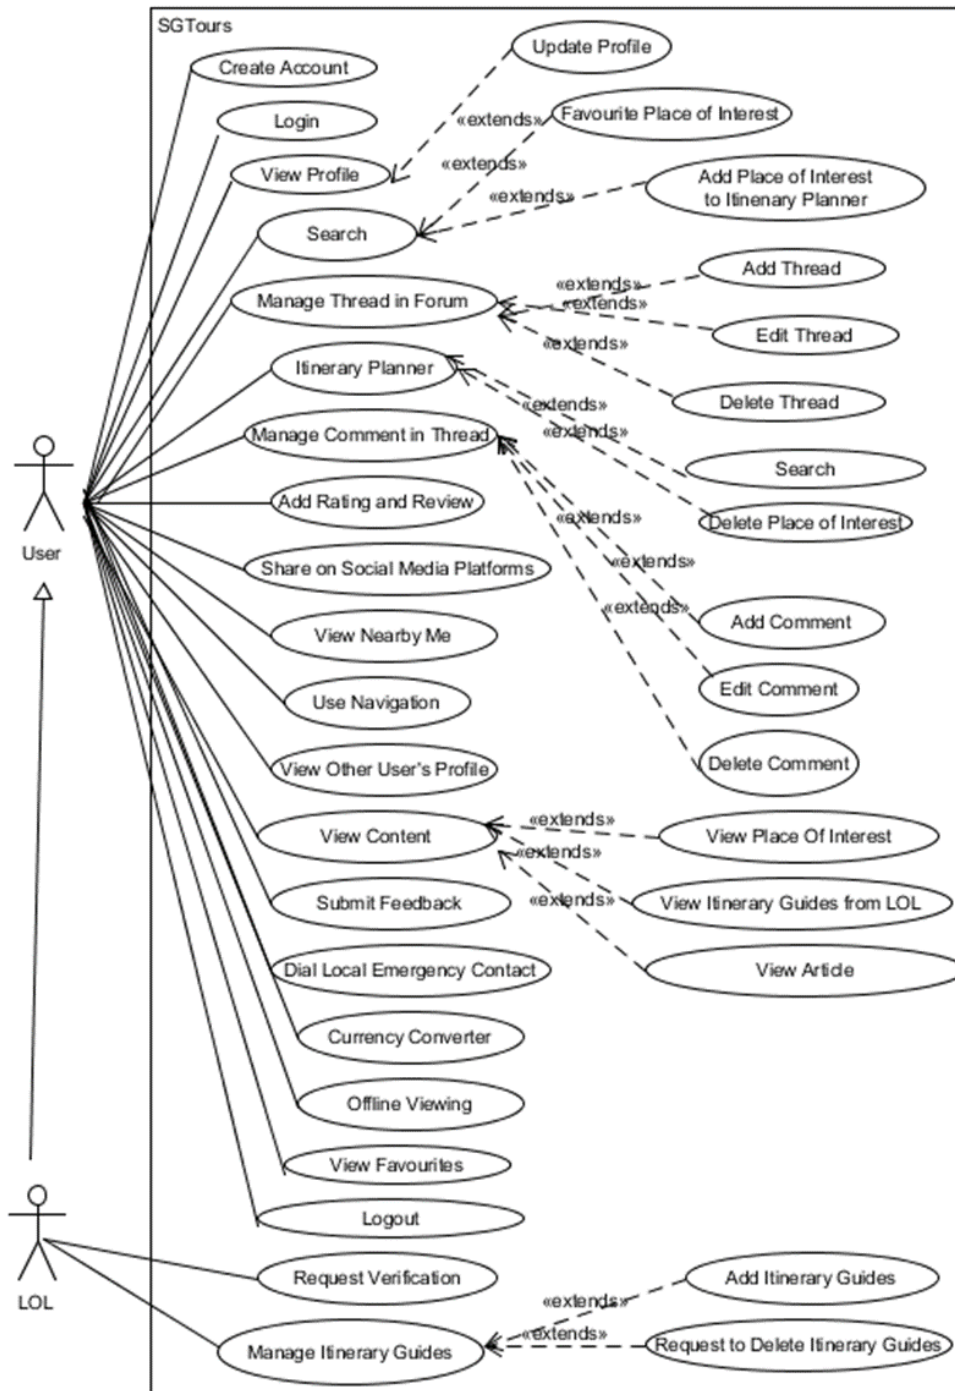 SGTours
Update Profile
Create Account
«extends»
Favourite Place of Interest
Login
«extends»
View Profile
«extends»
Add Place of Interest
to Itinenary Planner
Search
Add Thread
«extends»
Manage Thread in Forum
«extends»
Edit Thread
«extends»
Itinerary Planner
Delete Thread
«extends»
Manage Comment in Thread
«extends»
Search
Add Rating and Review
«extends»
Delete Place of Interest
User
Share on Social Media Platforms
«extends»
«extends»
Add Comment
View Nearby Me
Edit Comment
Use Navigation
Delete Comment
View Other User's Profile
«extends»
View Content
View Place Of Interest
«extends»
«extends»
Submit Feedback
View Itinerary Guides from LOL
Dial Local Emergency Contact
View Article
Currency Converter
Offline Viewing
View Favourites
Logout
LOL
Request Verification
Add Itinerary Guides
«extends»
«extends»
Manage Itinerary Guides
Request to Delete Itinerary Guides